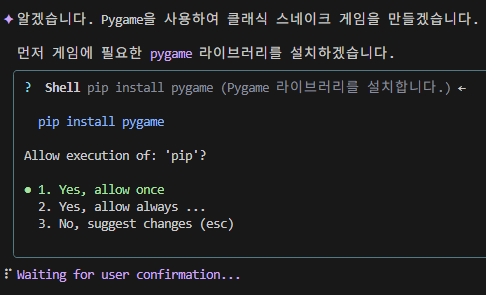 ✦ 알겠습니다. Pygame을 사용하여 클래식 스네이크 게임을 만들겠습니다.
먼저 게임에 필요한 pygame 라이브러리를 설치하겠습니다.
? Shell pip install pygame (Pygame 라이브러리를 설치합니다.) ←
pip install pygame
Allow execution of: 'pip'?
● 1. Yes, allow once
2. Yes, allow always ...
3. No, suggest changes (esc)
⠏ Waiting for user confirmation...